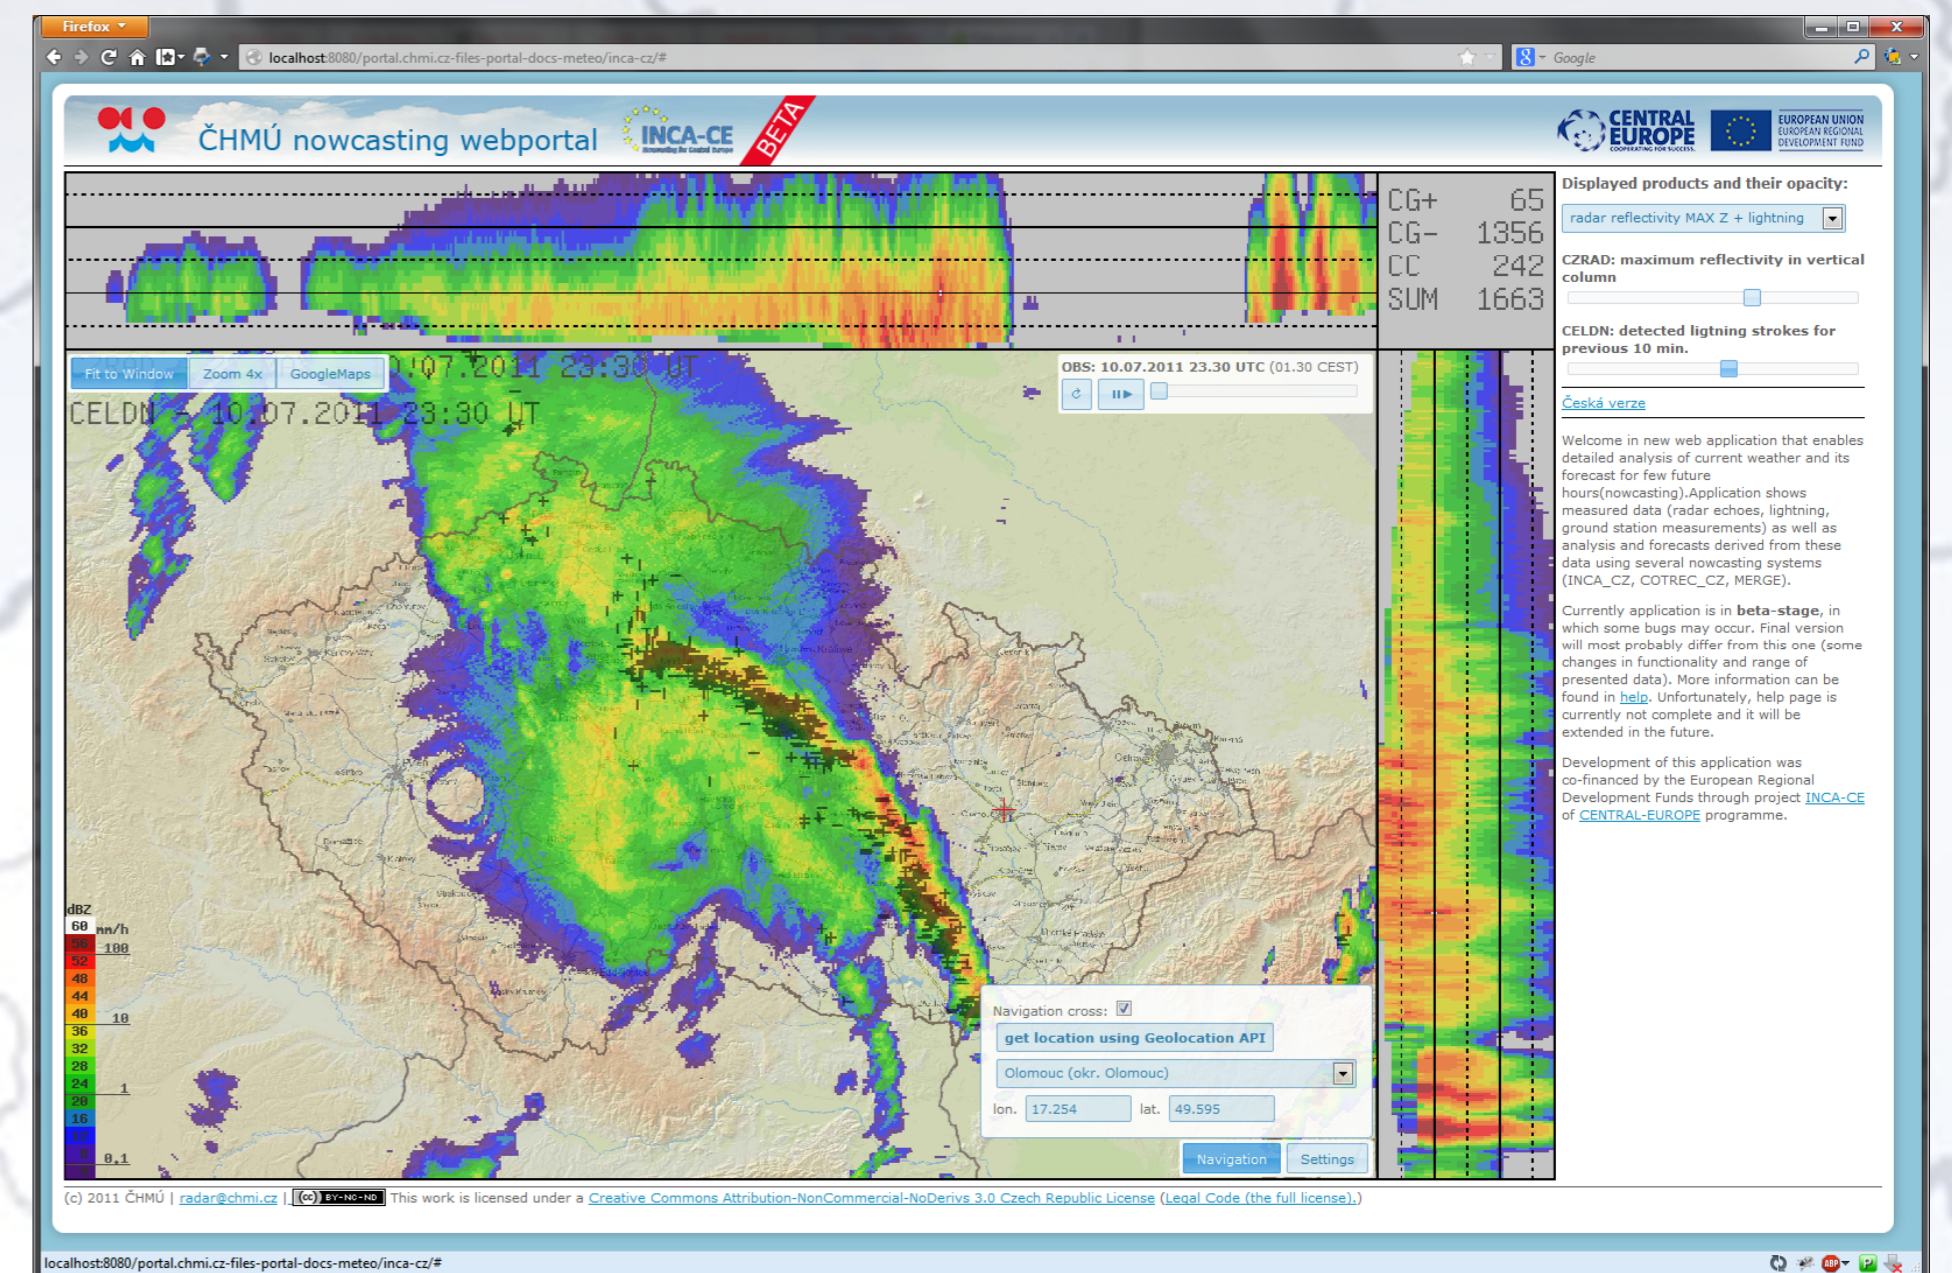 Firefox
localhost:8080/portal.chmi.cz-files-portal-docs-meteo/inca-cz/#
Google
ČHMÚ nowcasting webportal
INCA-CE
BETA
CENTRAL
EUROPE
COOPERATING FOR SUCCESS.
EUROPEAN UNION
EUROPEAN REGIONAL
DEVELOPMENT FUND
CG+ 65
CG- 1356
CC 242
SUM 1663
Displayed products and their opacity:
radar reflectivity MAX Z + lightning
CZRAD: maximum reflectivity in vertical
column
CELDN: detected ligtning strokes for
previous 10 min.
Česká verze
Welcome in new web application that enables
detailed analysis of current weather and its
forecast for few future
hours(nowcasting).Application shows
measured data (radar echoes, lightning,
ground station measurements) as well as
analysis and forecasts derived from these
data using several nowcasting systems
(INCA_CZ, COTREC_CZ, MERGE).
Currently application is in beta-stage, in
which some bugs may occur. Final version
will most probably differ from this one (some
changes in functionality and range of
presented data). More information can be
found in help. Unfortunately, help page is
currently not complete and it will be
extended in the future.
Development of this application was
co-financed by the European Regional
Development Funds through project INCA-CE
of CENTRAL-EUROPE programme.
Fit to Window Zoom 4x GoogleMaps
07.2011 23:30 UT
CELDN - 10.07.2011 23:30 UT
OBS: 10.07.2011 23.30 UTC (01.30 CEST)
dBZ
60 mm/h
56 100
52
48
44
40 10
36
32
28
24 1
20
16
12
8 0.1
Navigation cross:
get location using Geolocation API
Olomouc (okr. Olomouc)
lon. 17.254 lat. 49.595
Navigation Settings
(c) 2011 ČHMÚ | radar@chmi.cz | (cc) BY-NC-ND This work is licensed under a Creative Commons Attribution-NonCommercial-NoDerivs 3.0 Czech Republic License (Legal Code (the full license).)
localhost:8080/portal.chmi.cz-files-portal-docs-meteo/inca-cz/#
ABP